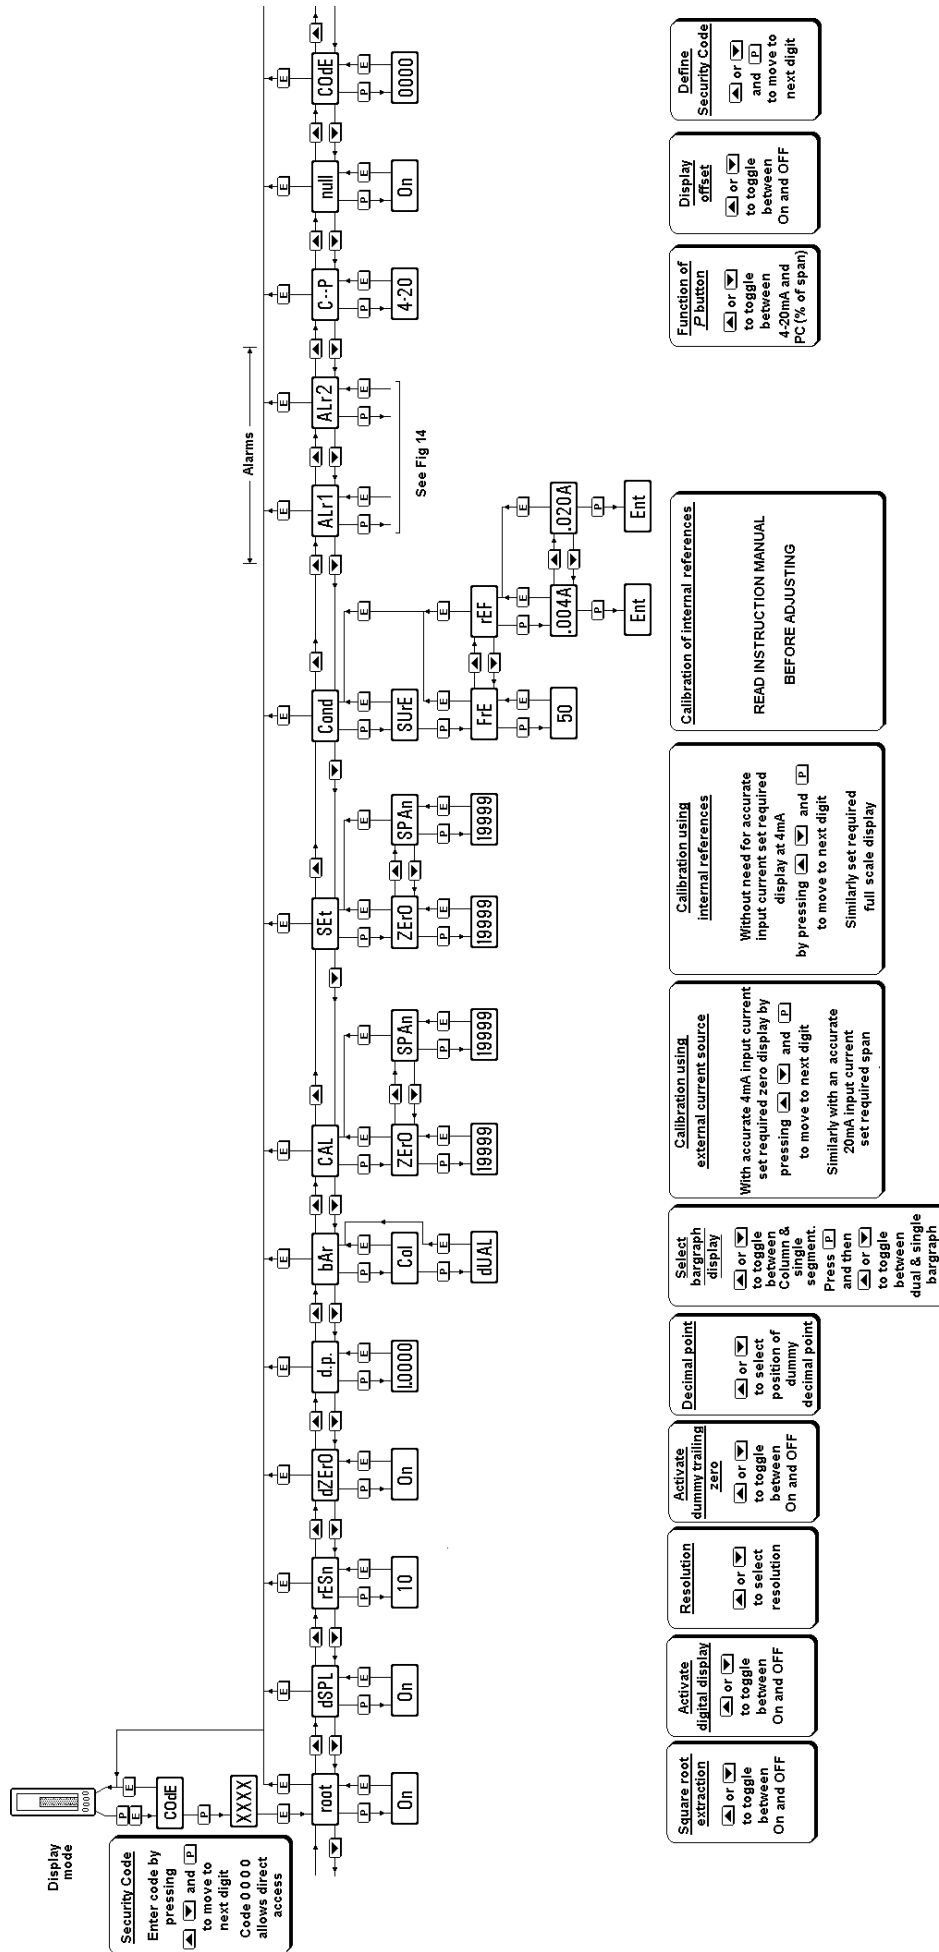 Display
mode
0000
P
E
E
COdE
P
XXXX
E
Security Code
Enter code by
pressing
▲ ▼ and P
to move to
next digit
Code 0 0 0 0
allows direct
access
E
root
P
E
On
E
dSPL
P
E
On
E
rESn
P
E
10
E
dZErO
P
E
On
E
d.p.
P
E
1.0000
E
bAr
P
E
Col
P
E
dUAL
E
CAL
P
E
E
ZErO
SPAn
P
E
P
E
19999
19999
E
SEt
P
E
E
ZErO
SPAn
P
E
P
E
19999
19999
E
Cond
P
E
E
SUrE
P
E
E
FrE
rEF
P
E
P
E
E
50
.004A
.020A
P
P
Ent
Ent
Alarms
E
ALr1
P
E
E
ALr2
P
E
See Fig 14
E
C--P
P
E
4-20
E
null
P
E
On
E
COdE
P
E
0000
Square root
extraction
▲ or ▼
to toggle
between
On and OFF
Activate
digital display
▲ or ▼
to toggle
between
On and OFF
Resolution
▲ or ▼
to select
resolution
Activate
dummy trailing
zero
▲ or ▼
to toggle
between
On and OFF
Decimal point
▲ or ▼
to select
position of
dummy
decimal point
Select
bargraph
display
▲ or ▼
to toggle
between
Column &
single
segment.
Press P
and then
▲ or ▼
to toggle
between
dual & single
bargraph
Calibration using
external current source
With accurate 4mA input current
set required zero display by
pressing ▲ ▼ and P
to move to next digit
Similarly with an accurate
20mA input current
set required span
Calibration using
internal references
Without need for accurate
input current set required
display at 4mA
by pressing ▲ ▼ and P
to move to next digit
Similarly set required
full scale display
Calibration of internal references
READ INSTRUCTION MANUAL
BEFORE ADJUSTING
Function of
P button
▲ or ▼
to toggle
between
4-20mA and
PC (% of span)
Display
offset
▲ or ▼
to toggle
between
On and OFF
Define
Security Code
▲ or ▼
and P
to move to
next digit